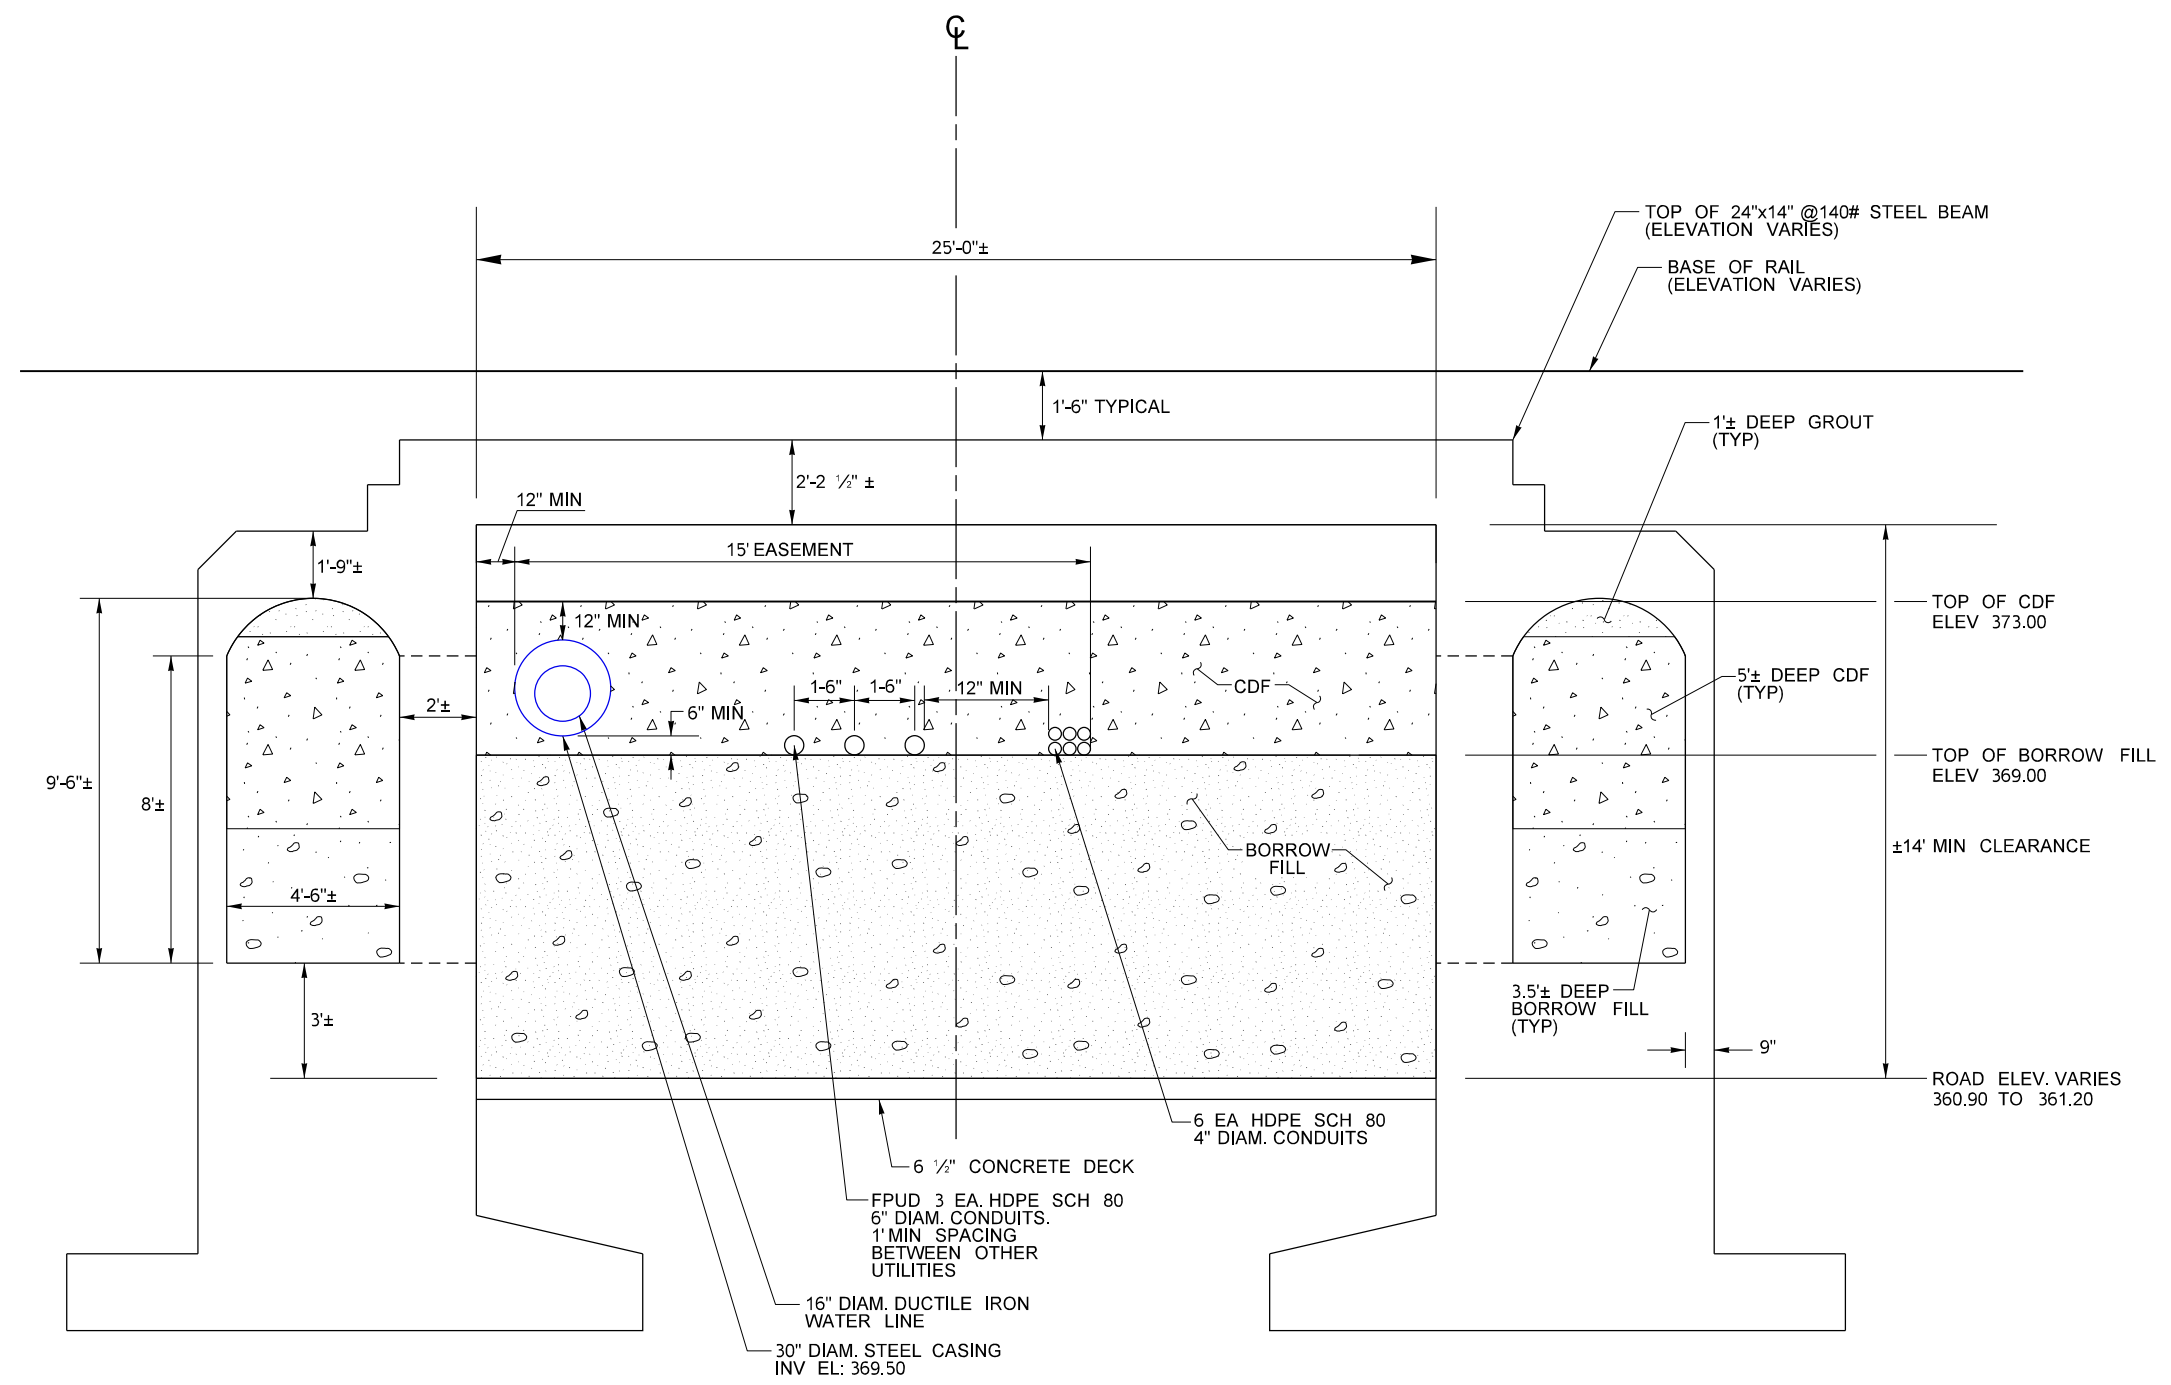 ℄
TOP OF 24"x14" @140# STEEL BEAM
(ELEVATION VARIES)
25'-0"±
BASE OF RAIL
(ELEVATION VARIES)
1'-6" TYPICAL
1'± DEEP GROUT
(TYP)
2'-2 ½" ±
12" MIN
15' EASEMENT
1'-9"±
TOP OF CDF
ELEV 373.00
12" MIN
5'± DEEP CDF
(TYP)
1-6"
1-6"
12" MIN
CDF
2'±
6" MIN
TOP OF BORROW FILL
ELEV 369.00
9'-6"±
8'±
±14' MIN CLEARANCE
BORROW
FILL
4'-6"±
3.5'± DEEP
BORROW FILL
(TYP)
3'±
9"
ROAD ELEV. VARIES
360.90 TO 361.20
6 EA HDPE SCH 80
4" DIAM. CONDUITS
6 ½" CONCRETE DECK
FPUD 3 EA. HDPE SCH 80
6" DIAM. CONDUITS.
1' MIN SPACING
BETWEEN OTHER
UTILITIES
16" DIAM. DUCTILE IRON
WATER LINE
30" DIAM. STEEL CASING
INV EL: 369.50